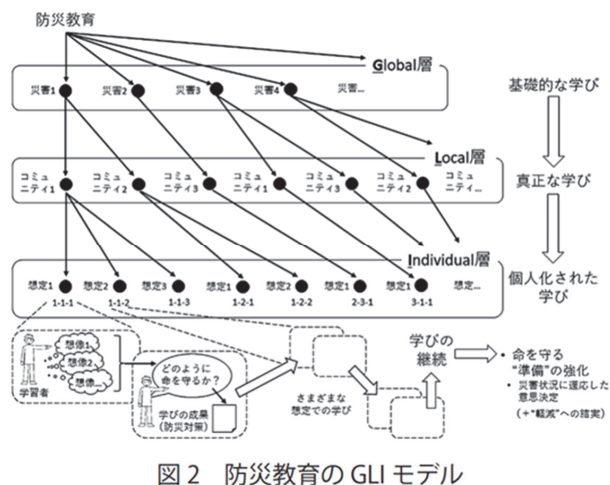 防災教育
Global層
災害1 災害2 災害3 災害4 災害...
基礎的な学び
Local層
コミュニティ1 コミュニティ2 コミュニティ3 コミュニティ1 コミュニティ3 コミュニティ2 コミュニティ...
真正な学び
Individual層
想定1 想定2 想定3 想定1 想定2 想定1 想定1 想定...
1-1-1 1-1-2 1-1-3 1-2-1 1-2-2 2-3-1 3-1-1
個人化された
学び
想像1
想像2
想像...
学習者
どのように
命を守るか？
学びの成果
（防災対策）
さまざまな
想定での学び
学びの
継続
• 命を守る
“準備”の強化
• 災害状況に適応した
意思決定
（＋“軽減”への諸実）
図 2 防災教育の GLI モデル